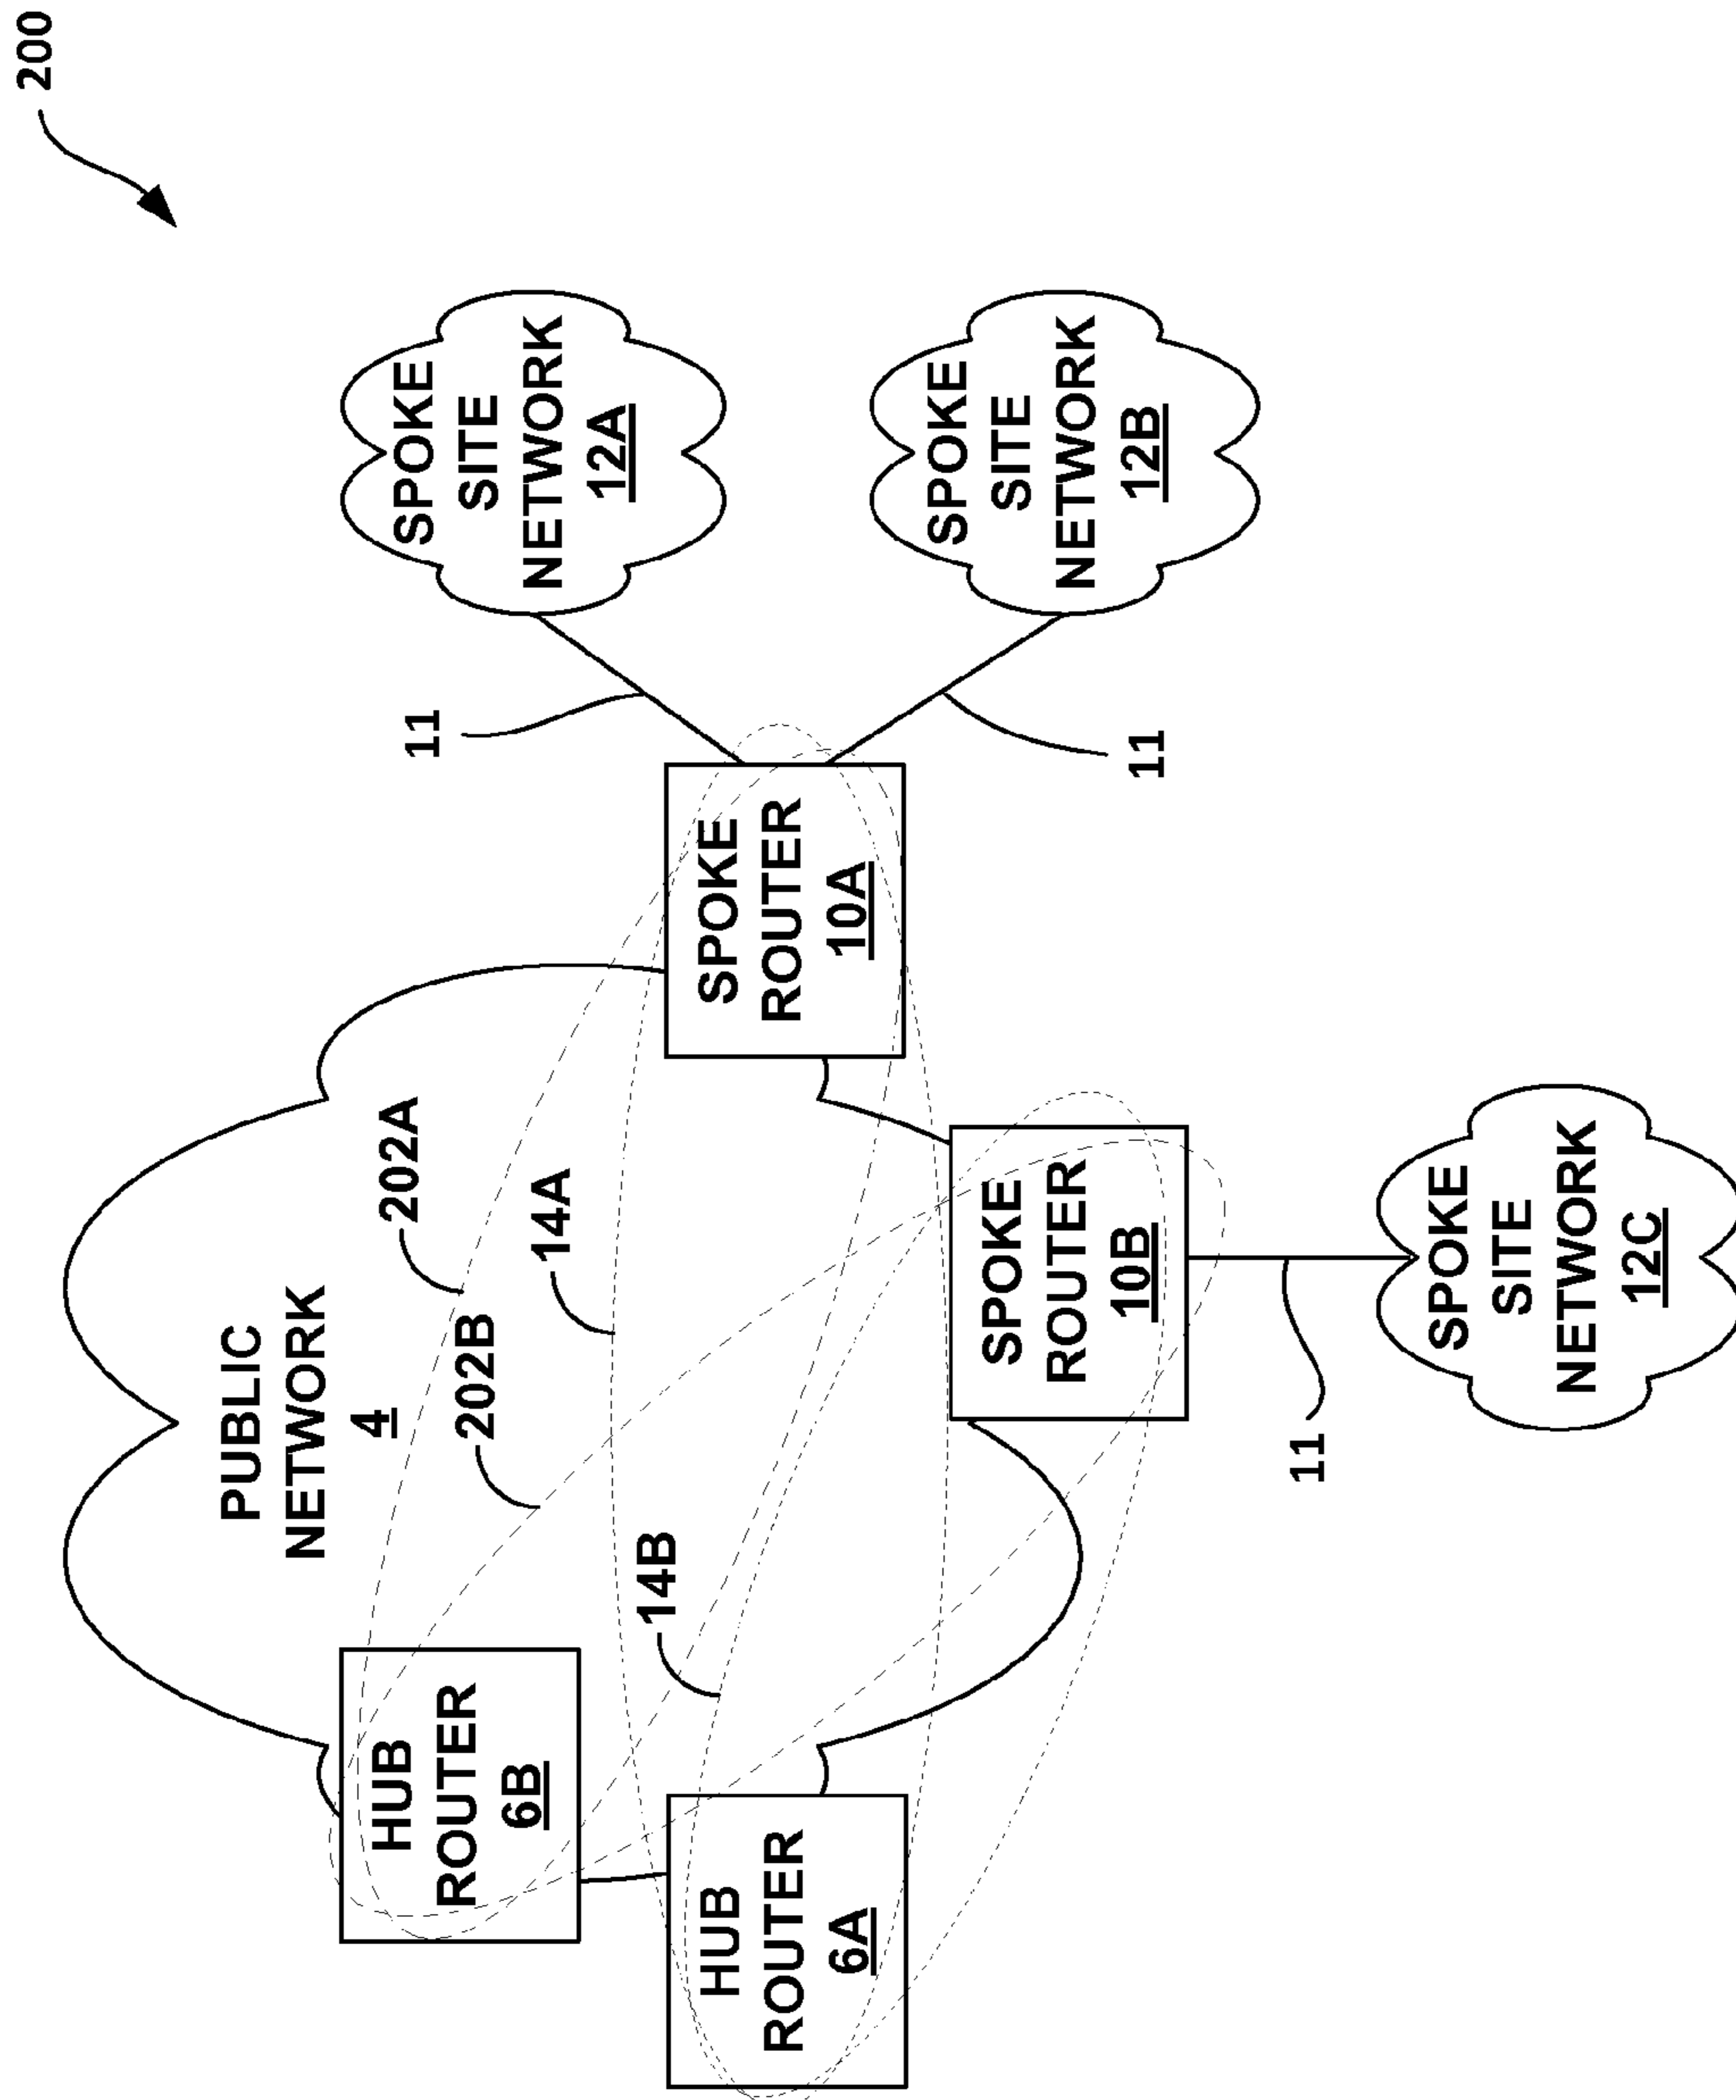 200
PUBLIC
NETWORK
4
HUB
ROUTER
6B
202A
202B
14A
14B
HUB
ROUTER
6A
SPOKE
ROUTER
10A
SPOKE
ROUTER
10B
11
11
11
SPOKE
SITE
NETWORK
12A
SPOKE
SITE
NETWORK
12B
SPOKE
SITE
NETWORK
12C